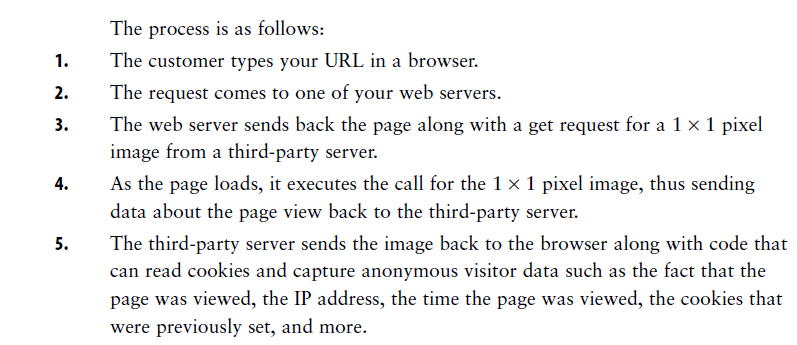 The process is as follows:
1. The customer types your URL in a browser.
2. The request comes to one of your web servers.
3. The web server sends back the page along with a get request for a 1 × 1 pixel
image from a third-party server.
4. As the page loads, it executes the call for the 1 × 1 pixel image, thus sending
data about the page view back to the third-party server.
5. The third-party server sends the image back to the browser along with code that
can read cookies and capture anonymous visitor data such as the fact that the
page was viewed, the IP address, the time the page was viewed, the cookies that
were previously set, and more.